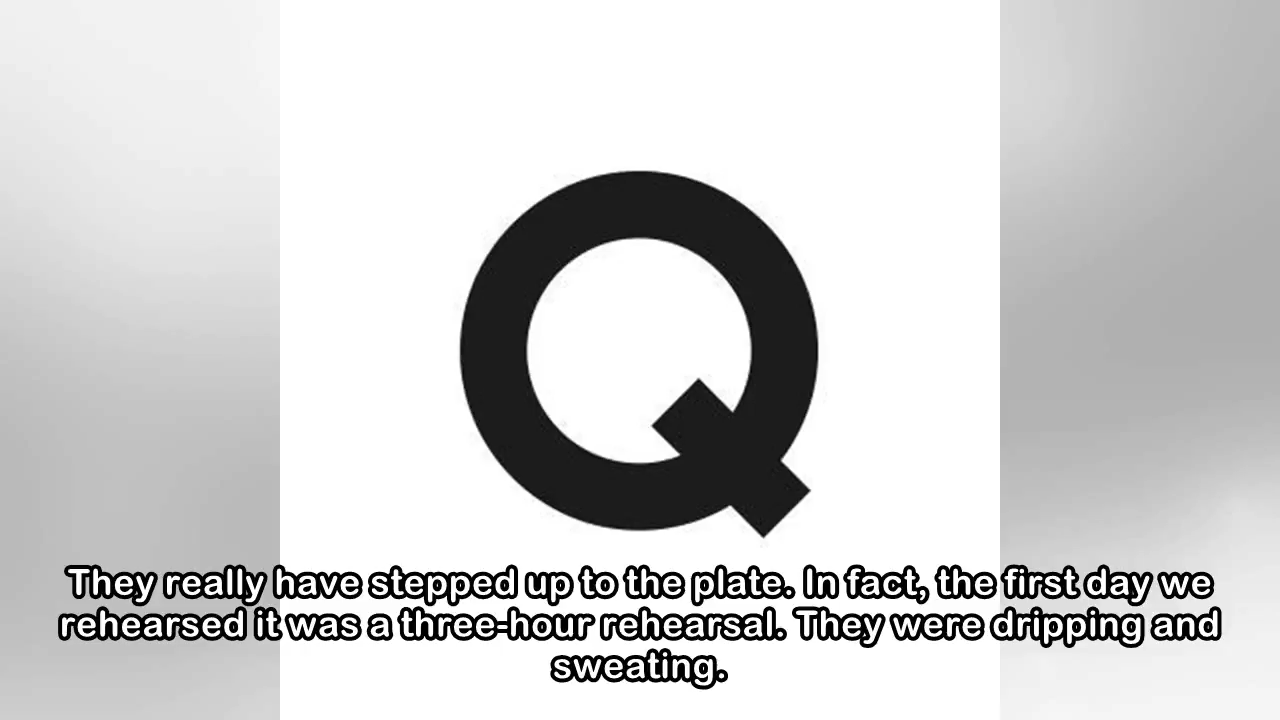 Q
They really have stepped up to the plate. In fact, the first day we
rehearsed it was a three-hour rehearsal. They were dripping and
sweating.